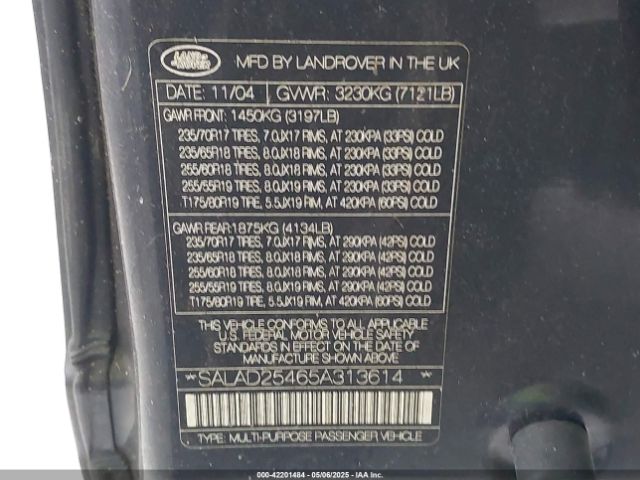 LAND-
ROVER
MFD BY LANDROVER IN THE UK
DATE: 11/04 GVWR: 3230KG (7121LB)
GAWR FRONT: 1450KG (3197LB)
235/70R17 TIRES, 7.0JX17 RIMS, AT 230KPA (33PSI) COLD
235/65R18 TIRES, 8.0JX18 RIMS, AT 230KPA (33PSI) COLD
255/60R18 TIRES, 8.0JX18 RIMS, AT 230KPA (33PSI) COLD
255/55R19 TIRES, 8.0JX19 RIMS, AT 230KPA (33PSI) COLD
T175/80R19 TIRES, 5.5JX19 RIM, AT 420KPA (60PSI) COLD
GAWR REAR:1875KG (4134LB)
235/70R17 TIRES, 7.0JX17 RIMS, AT 290KPA (42PSI) COLD
235/65R18 TIRES, 8.0JX18 RIMS, AT 290KPA (42PSI) COLD
255/60R18 TIRES, 8.0JX18 RIMS, AT 290KPA (42PSI) COLD
255/55R19 TIRES, 8.0JX19 RIMS, AT 290KPA (42PSI) COLD
T175/80R19 TIRE, 5.5JX19 RIM, AT 420KPA (60PSI) COLD
THIS VEHICLE CONFORMS TO ALL APPLICABLE
U.S. FEDERAL MOTOR VEHICLE SAFETY
STANDARDS IN EFFECT ON THE DATE OF
MANUFACTURE SHOWN ABOVE
*SALAD25465A313614*
TYPE: MULTI-PURPOSE PASSENGER VEHICLE
000-42201484 - 05/06/2025 - IAAI.com